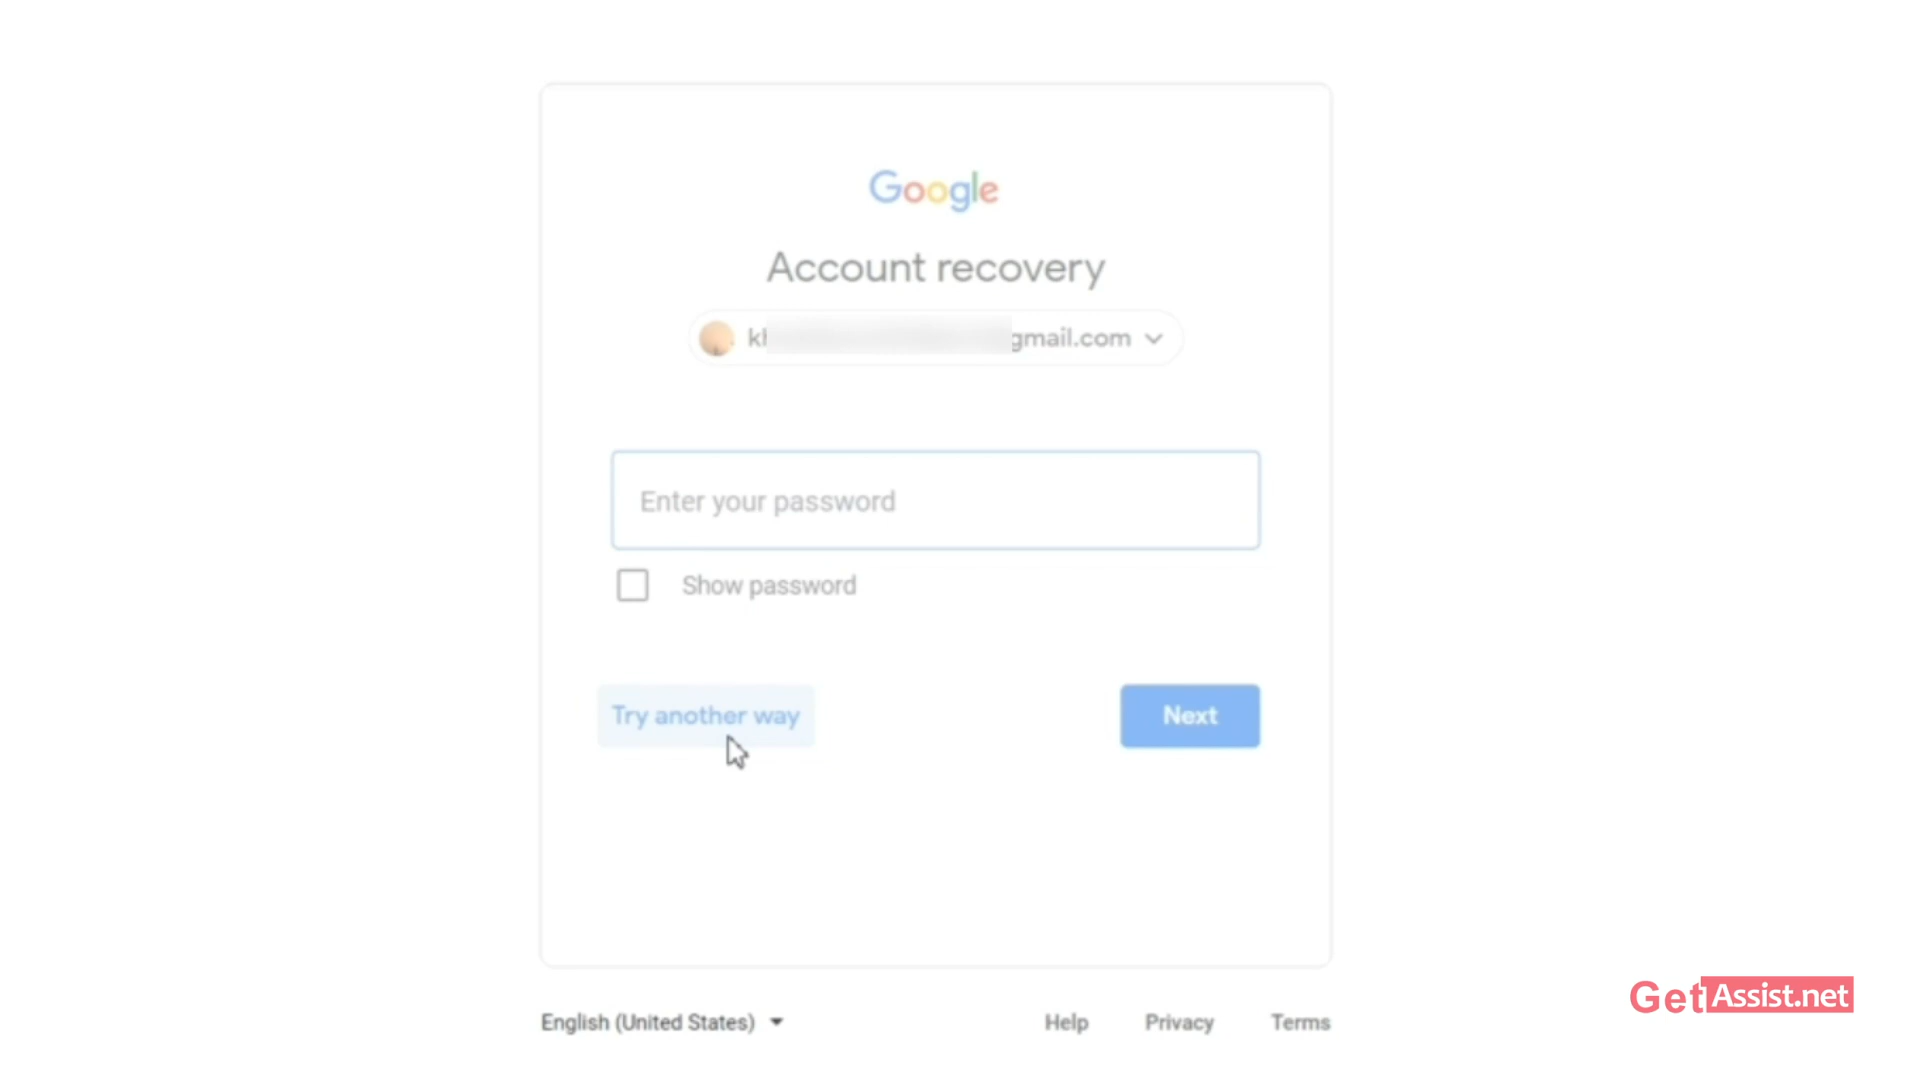 Google
Account recovery
kh gmail.com
Enter your password
Show password
Try another way
Next
English (United States)
Help Privacy Terms
GetAssist.net